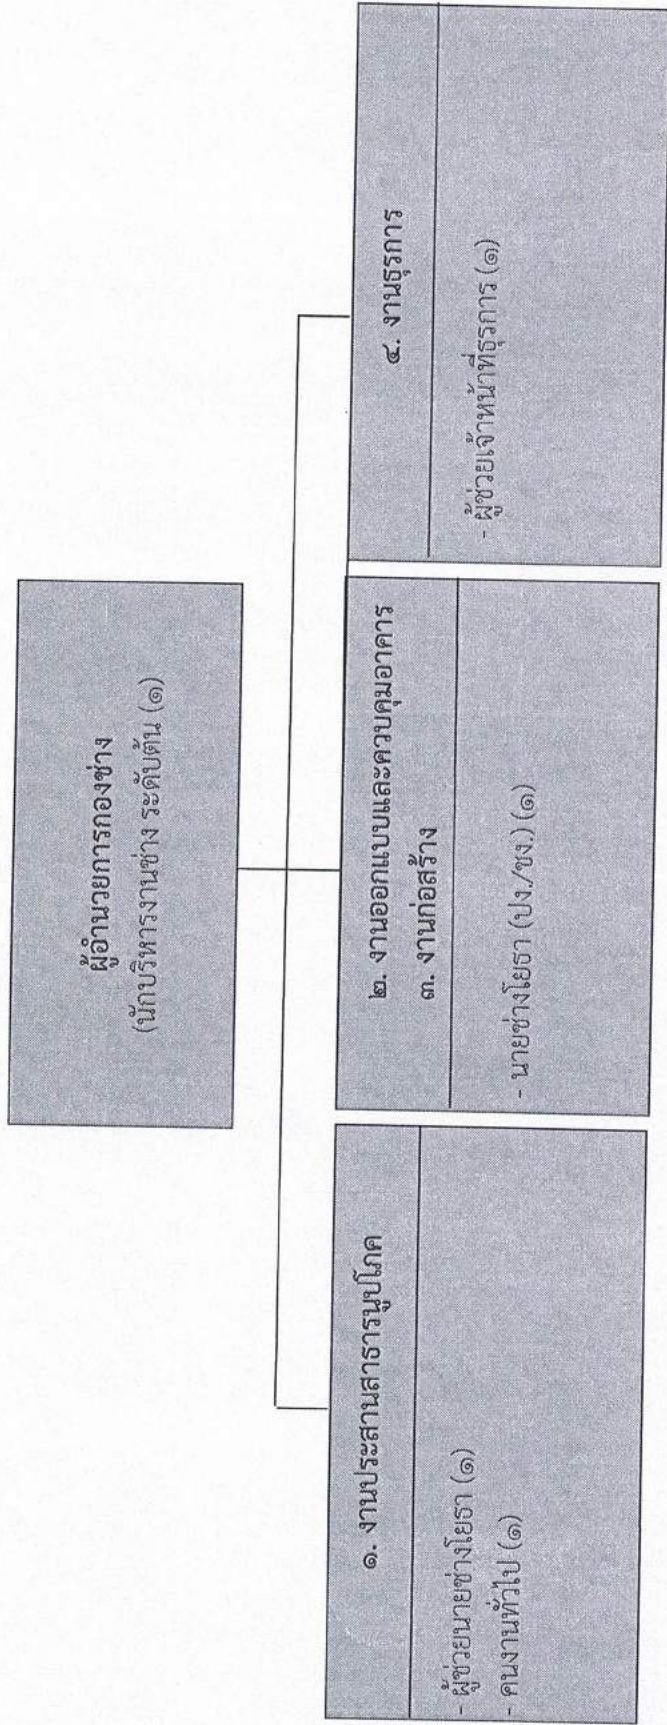 ผู้อำนวยการกองช่าง
(นักบริหารงานช่าง ระดับต้น (๑)
๑. งานประสานสาธารณูปโภค
- ผู้ช่วยนายช่างโยธา (๑)
- คนงานทั่วไป (๑)
๒. งานออกแบบและควบคุมอาคาร
๓. งานก่อสร้าง
- นายช่างโยธา (ปง./ชง.) (๑)
๔. งานธุรการ
- ผู้ช่วยเจ้าหน้าที่ธุรการ (๑)